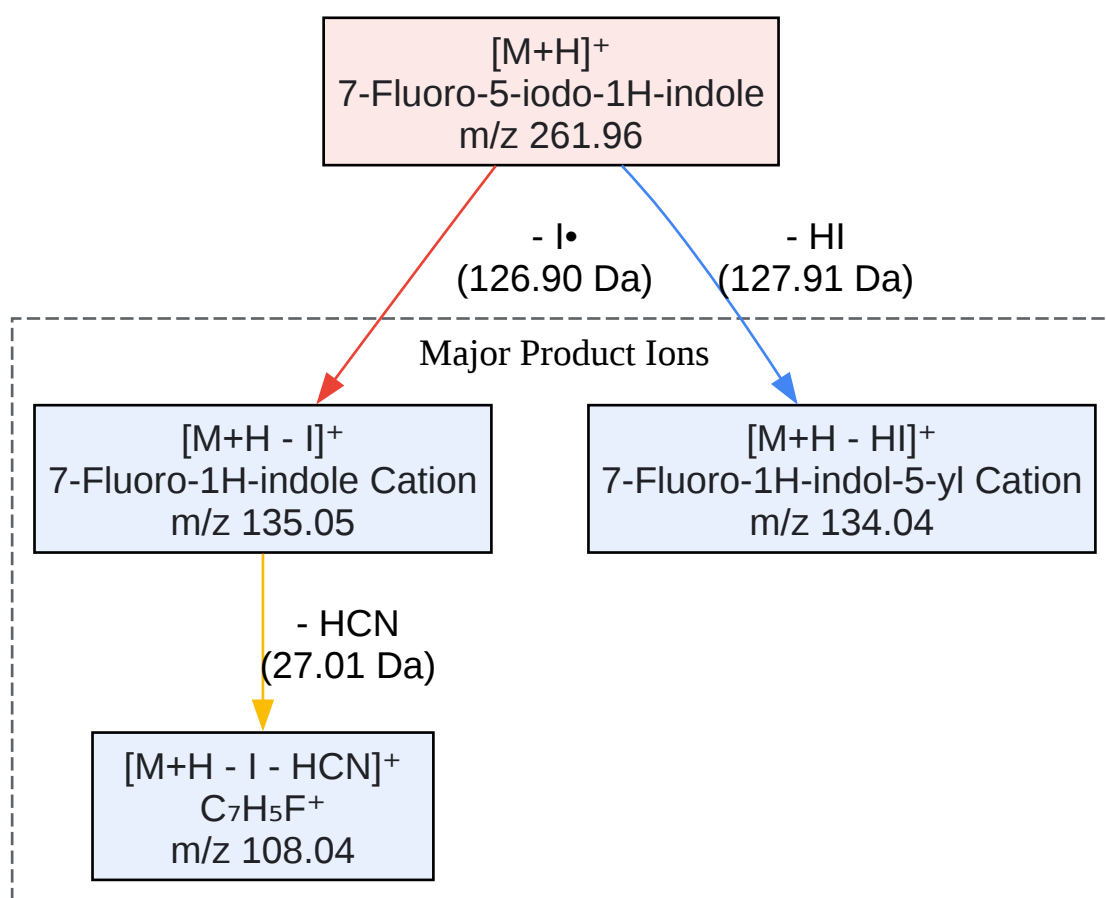 [M+H]⁺
7-Fluoro-5-iodo-1H-indole
m/z 261.96
- I•
(126.90 Da)
- HI
(127.91 Da)
Major Product Ions
[M+H - I]⁺
7-Fluoro-1H-indole Cation
m/z 135.05
[M+H - HI]⁺
7-Fluoro-1H-indol-5-yl Cation
m/z 134.04
- HCN
(27.01 Da)
[M+H - I - HCN]⁺
C₇H₅F⁺
m/z 108.04